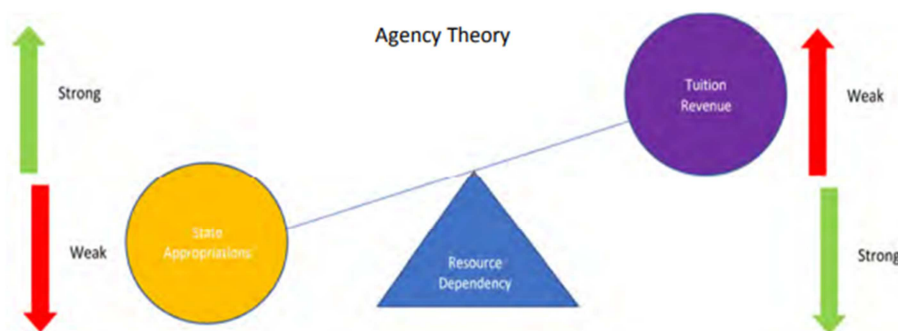 Agency Theory
Strong
Weak
State
Appropriations
Resource
Dependency
Tuition
Revenue
Weak
Strong